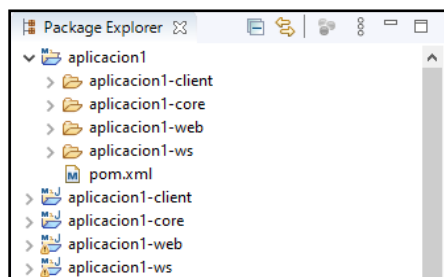 Package Explorer
aplicacion1
aplicacion1-client
aplicacion1-core
aplicacion1-web
aplicacion1-ws
pom.xml
aplicacion1-client
aplicacion1-core
aplicacion1-web
aplicacion1-ws